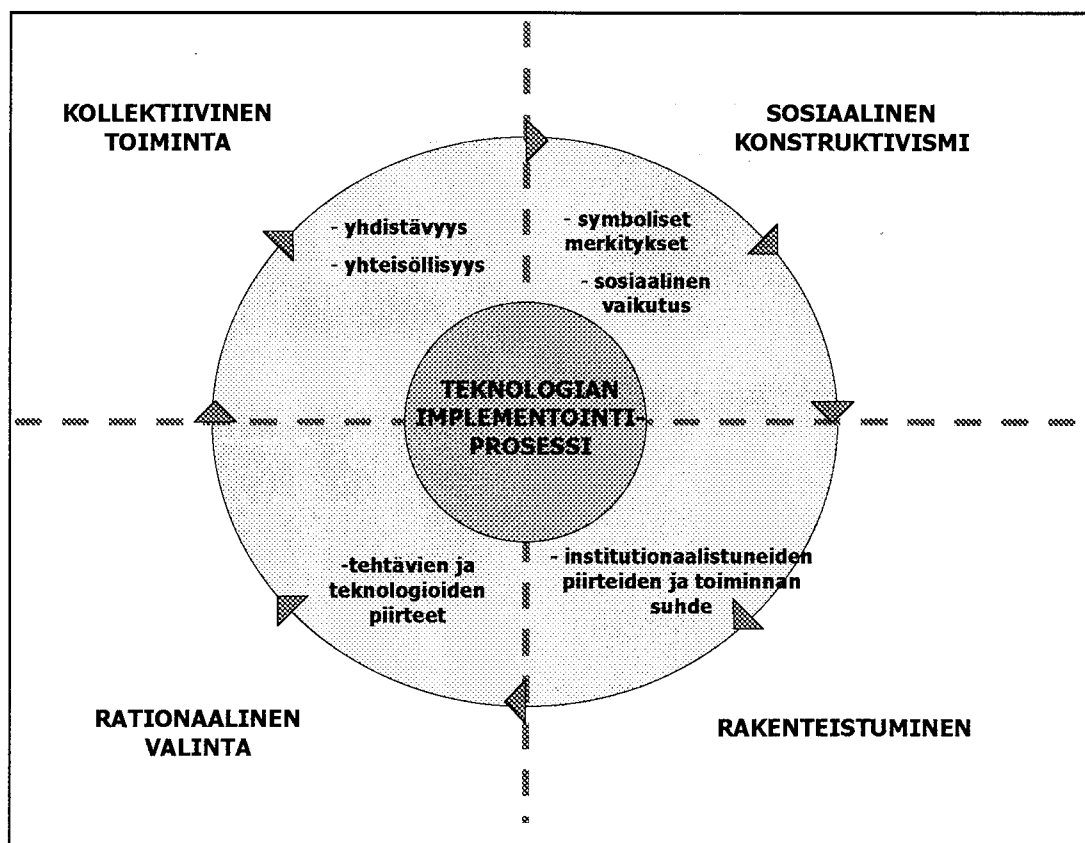 KOLLEKTIIVINEN
TOIMINTA
SOSIAALINEN
KONSTRUKTIVISMI
- yhdistävyys
- yhteisöllisyys
- symboliset
merkitykset
- sosiaalinen
vaikutus
TEKNOLOGIAN
IMPLEMENTOINTI-
PROSESSI
-tehtävien ja
teknologioiden
piirteet
- institutionaalistuneiden
piirteiden ja toiminnan
suhde
RATIONAALINEN
VALINTA
RAKENTEISTUMINEN